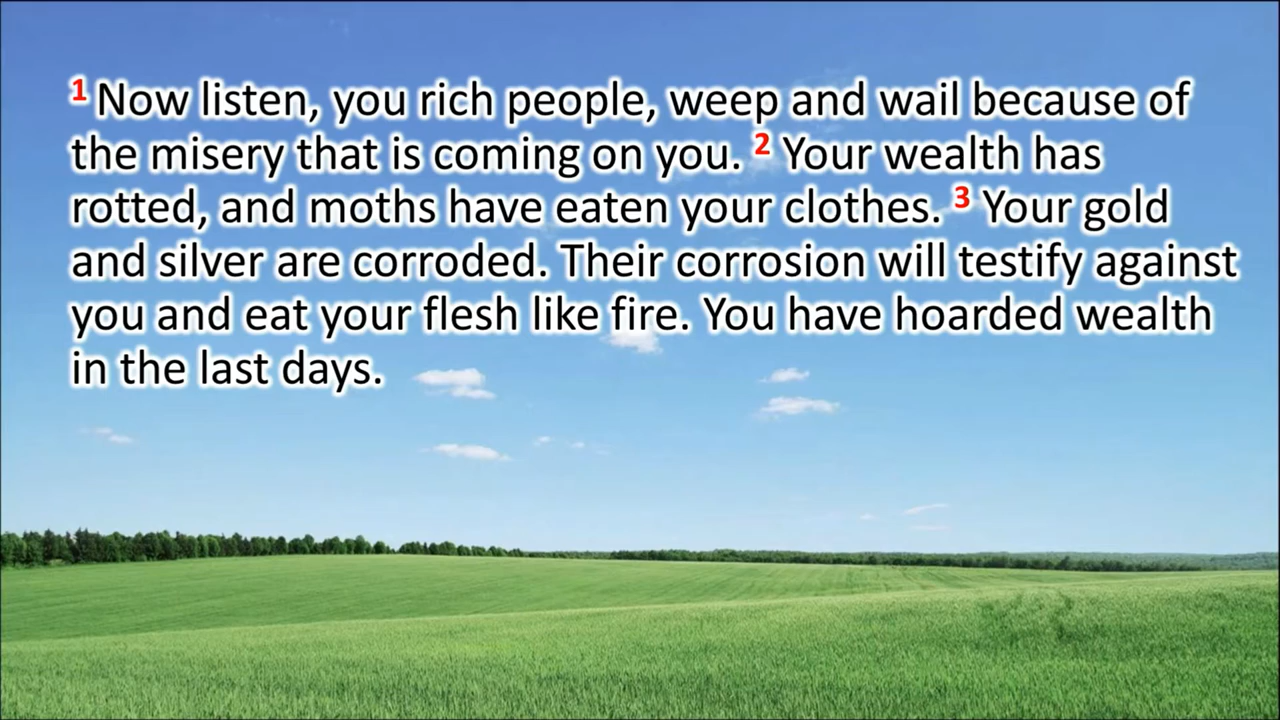 1 Now listen, you rich people, weep and wail because of
the misery that is coming on you. 2 Your wealth has
rotted, and moths have eaten your clothes. 3 Your gold
and silver are corroded. Their corrosion will testify against
you and eat your flesh like fire. You have hoarded wealth
in the last days.